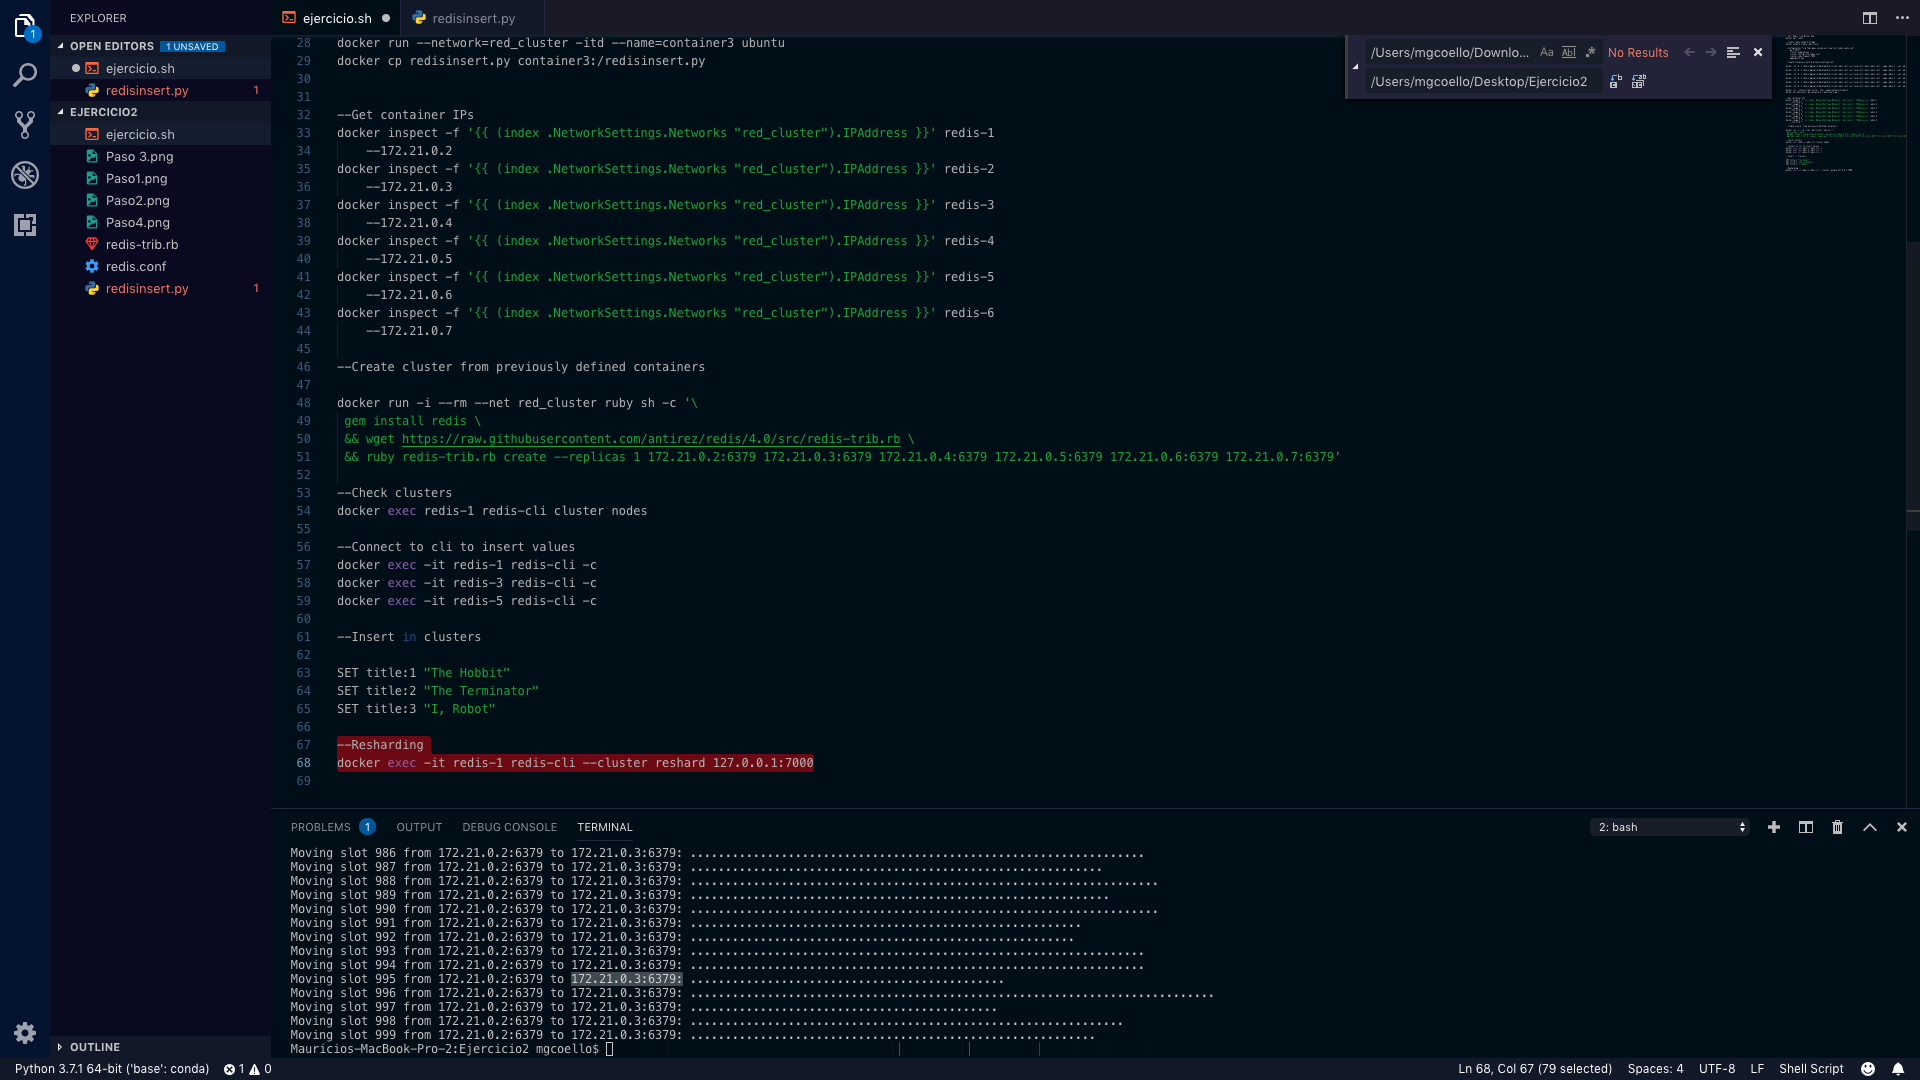 1
EXPLORER
OPEN EDITORS 1 UNSAVED
ejercicio.sh
redisinsert.py 1
EJERCICIO2
ejercicio.sh
Paso 3.png
Paso1.png
Paso2.png
Paso4.png
redis-trib.rb
redis.conf
redisinsert.py 1
OUTLINE
ejercicio.sh
redisinsert.py
/Users/mgcoello/Downlo... Aa Abl .* No Results
/Users/mgcoello/Desktop/Ejercicio2
28 docker run --network=red_cluster -itd --name=container3 ubuntu
29 docker cp redisinsert.py container3:/redisinsert.py
30
31
32 --Get container IPs
33 docker inspect -f '{{ (index .NetworkSettings.Networks "red_cluster").IPAddress }}' redis-1
34 --172.21.0.2
35 docker inspect -f '{{ (index .NetworkSettings.Networks "red_cluster").IPAddress }}' redis-2
36 --172.21.0.3
37 docker inspect -f '{{ (index .NetworkSettings.Networks "red_cluster").IPAddress }}' redis-3
38 --172.21.0.4
39 docker inspect -f '{{ (index .NetworkSettings.Networks "red_cluster").IPAddress }}' redis-4
40 --172.21.0.5
41 docker inspect -f '{{ (index .NetworkSettings.Networks "red_cluster").IPAddress }}' redis-5
42 --172.21.0.6
43 docker inspect -f '{{ (index .NetworkSettings.Networks "red_cluster").IPAddress }}' redis-6
44 --172.21.0.7
45
46 --Create cluster from previously defined containers
47
48 docker run -i --rm --net red_cluster ruby sh -c '\
49 gem install redis \
50 && wget https://raw.githubusercontent.com/antirez/redis/4.0/src/redis-trib.rb \
51 && ruby redis-trib.rb create --replicas 1 172.21.0.2:6379 172.21.0.3:6379 172.21.0.4:6379 172.21.0.5:6379 172.21.0.6:6379 172.21.0.7:6379'
52
53 --Check clusters
54 docker exec redis-1 redis-cli cluster nodes
55
56 --Connect to cli to insert values
57 docker exec -it redis-1 redis-cli -c
58 docker exec -it redis-3 redis-cli -c
59 docker exec -it redis-5 redis-cli -c
60
61 --Insert in clusters
62
63 SET title:1 "The Hobbit"
64 SET title:2 "The Terminator"
65 SET title:3 "I, Robot"
66
67 --Resharding
68 docker exec -it redis-1 redis-cli --cluster reshard 127.0.0.1:7000
69
PROBLEMS 1 OUTPUT DEBUG CONSOLE TERMINAL 2: bash
Moving slot 986 from 172.21.0.2:6379 to 172.21.0.3:6379: .................................................................
Moving slot 987 from 172.21.0.2:6379 to 172.21.0.3:6379: ...........................................................
Moving slot 988 from 172.21.0.2:6379 to 172.21.0.3:6379: ...................................................................
Moving slot 989 from 172.21.0.2:6379 to 172.21.0.3:6379: ............................................................
Moving slot 990 from 172.21.0.2:6379 to 172.21.0.3:6379: ...................................................................
Moving slot 991 from 172.21.0.2:6379 to 172.21.0.3:6379: ........................................................
Moving slot 992 from 172.21.0.2:6379 to 172.21.0.3:6379: .......................................................
Moving slot 993 from 172.21.0.2:6379 to 172.21.0.3:6379: .................................................................
Moving slot 994 from 172.21.0.2:6379 to 172.21.0.3:6379: .................................................................
Moving slot 995 from 172.21.0.2:6379 to 172.21.0.3:6379: .............................................
Moving slot 996 from 172.21.0.2:6379 to 172.21.0.3:6379: ...........................................................................
Moving slot 997 from 172.21.0.2:6379 to 172.21.0.3:6379: ............................................
Moving slot 998 from 172.21.0.2:6379 to 172.21.0.3:6379: ..............................................................
Moving slot 999 from 172.21.0.2:6379 to 172.21.0.3:6379: ..........................................................
Mauricios-MacBook-Pro-2:Ejercicio2 mgcoello$
Python 3.7.1 64-bit ('base': conda) 1 0 Ln 68, Col 67 (79 selected) Spaces: 4 UTF-8 LF Shell Script